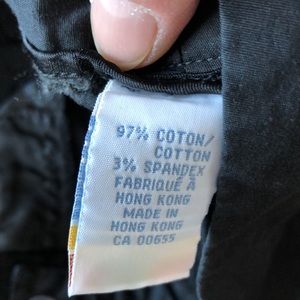 97% COTON/
COTTON
3% SPANDEX
FABRIQUÉ À
HONG KONG
MADE IN
HONG KONG
CA 00655